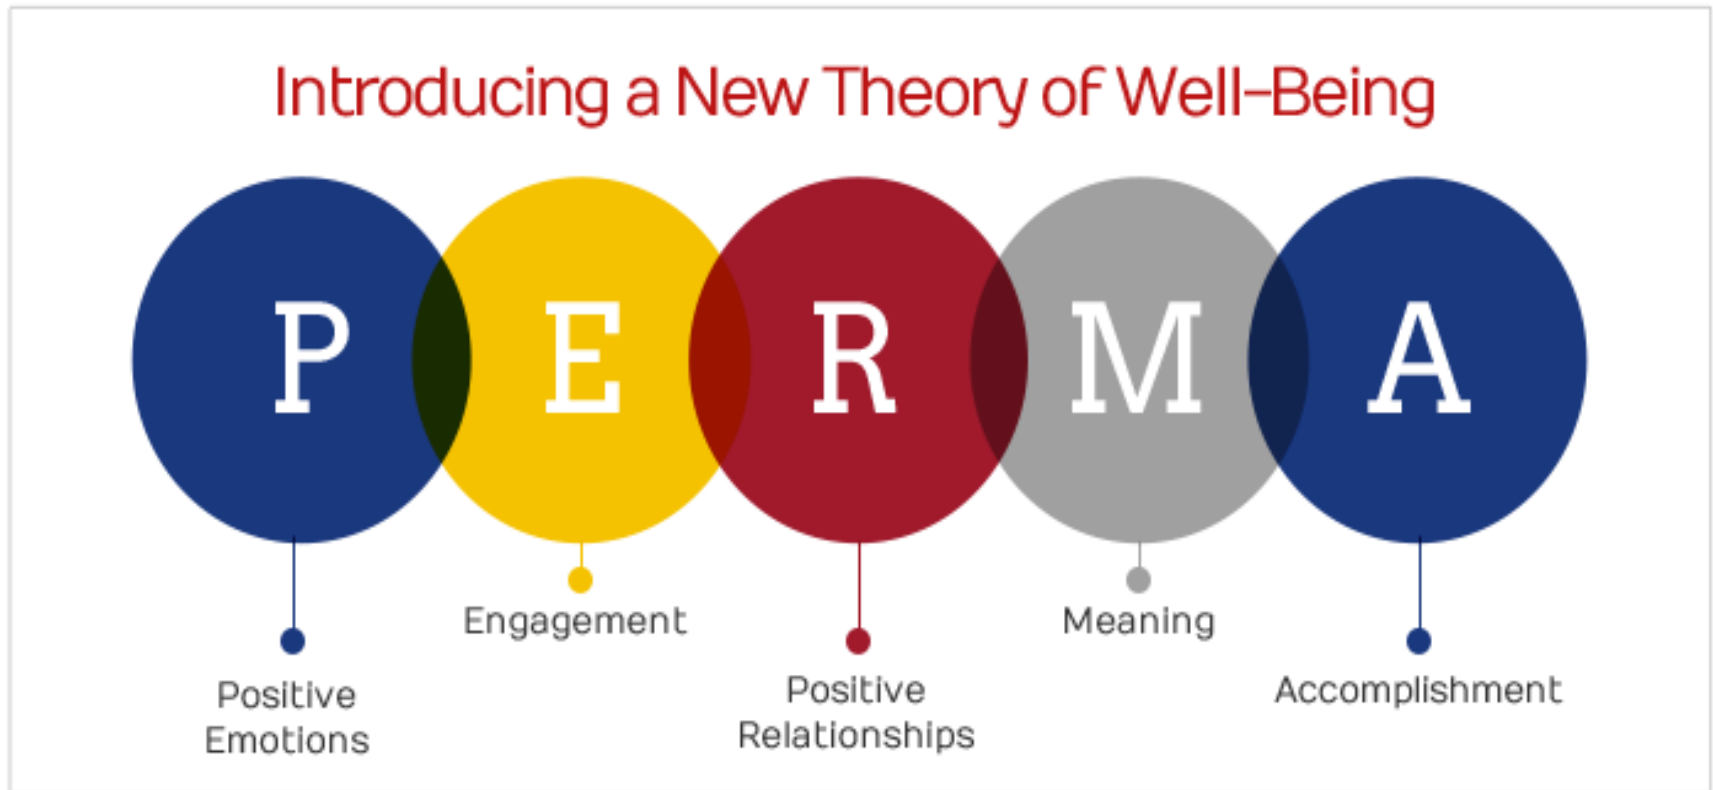 Introducing a New Theory of Well-Being
P E R M A
Engagement
Meaning
Positive
Emotions
Positive
Relationships
Accomplishment